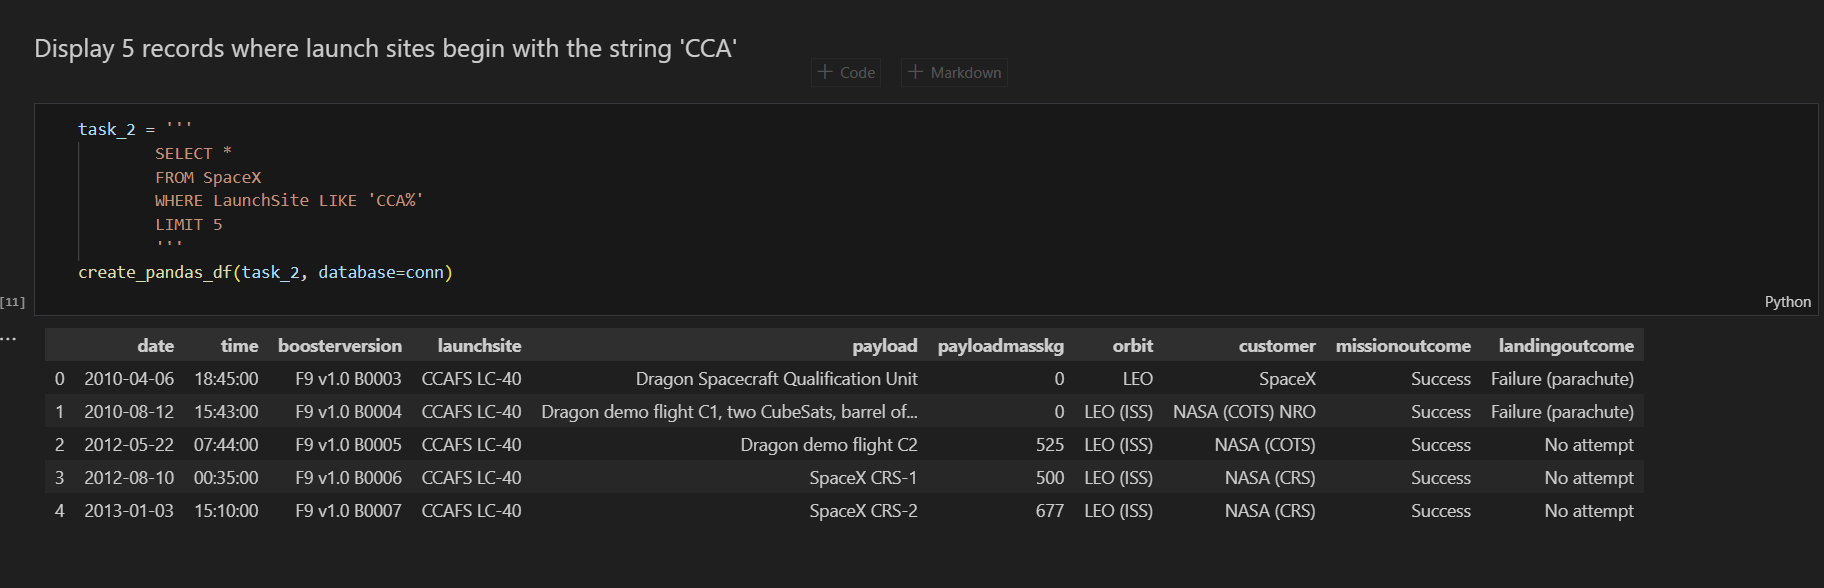 Display 5 records where launch sites begin with the string 'CCA'
+ Code + Markdown
task_2 = '''
SELECT *
FROM SpaceX
WHERE LaunchSite LIKE 'CCA%'
LIMIT 5
'''
create_pandas_df(task_2, database=conn)
[11]
Python
...
date time boosterversion launchsite payload payloadmasskg orbit customer missionoutcome landingoutcome
0 2010-04-06 18:45:00 F9 v1.0 B0003 CCAFS LC-40 Dragon Spacecraft Qualification Unit 0 LEO SpaceX Success Failure (parachute)
1 2010-08-12 15:43:00 F9 v1.0 B0004 CCAFS LC-40 Dragon demo flight C1, two CubeSats, barrel of... 0 LEO (ISS) NASA (COTS) NRO Success Failure (parachute)
2 2012-05-22 07:44:00 F9 v1.0 B0005 CCAFS LC-40 Dragon demo flight C2 525 LEO (ISS) NASA (COTS) Success No attempt
3 2012-08-10 00:35:00 F9 v1.0 B0006 CCAFS LC-40 SpaceX CRS-1 500 LEO (ISS) NASA (CRS) Success No attempt
4 2013-01-03 15:10:00 F9 v1.0 B0007 CCAFS LC-40 SpaceX CRS-2 677 LEO (ISS) NASA (CRS) Success No attempt